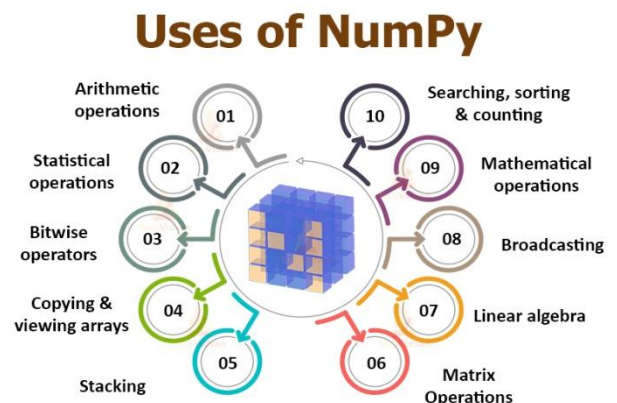 Uses of NumPy
Arithmetic
operations
01
Statistical
operations
02
Bitwise
operators
03
Copying &
viewing arrays
04
Stacking
05
10
Searching, sorting
& counting
09
Mathematical
operations
08
Broadcasting
07
Linear algebra
06
Matrix
Operations